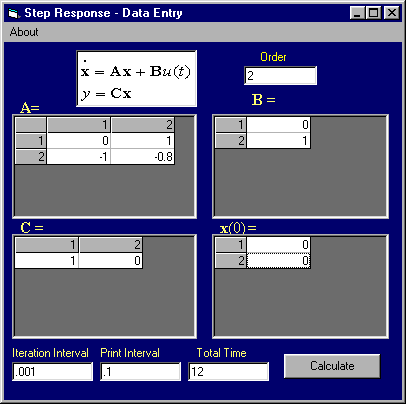 Step Response - Data Entry
About
ẋ = Ax + Bu(t)
y = Cx
Order
2
A=
1 2
1 0 1
2 -1 -0.8
B =
1 0
2 1
C =
1 2
1 0
x(0)=
1 0
2 0
Iteration Interval Print Interval Total Time
.001 .1 12
Calculate